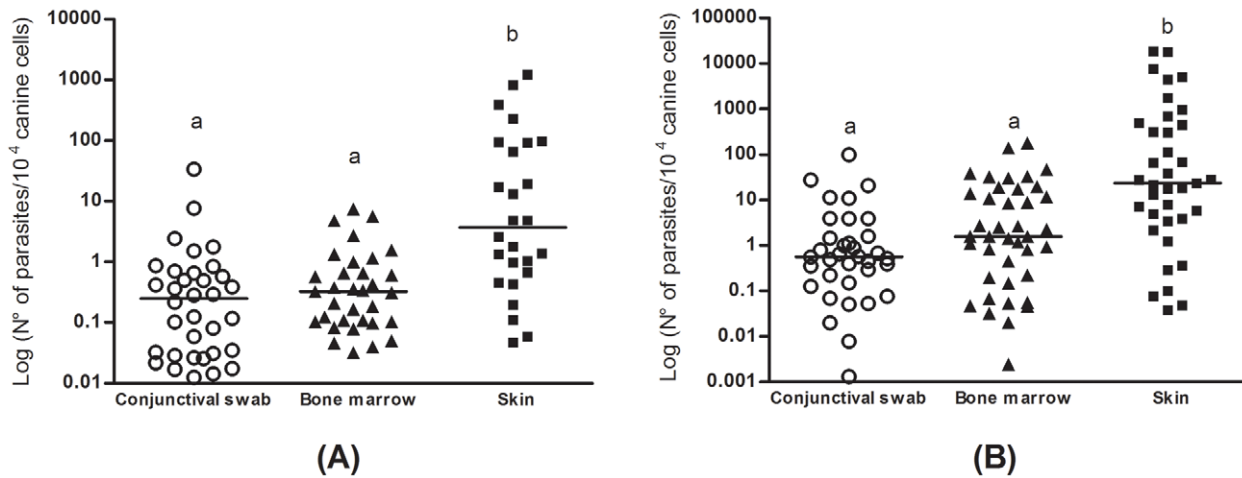 Log (N° of parasites/10⁴ canine cells)
10000
1000
100
10
1
0.1
0.01
a
a
b
Conjunctival swab
Bone marrow
Skin
(A)
Log (N° of parasites/10⁴ canine cells)
100000
10000
1000
100
10
1
0.1
0.01
0.001
a
a
b
Conjunctival swab
Bone marrow
Skin
(B)